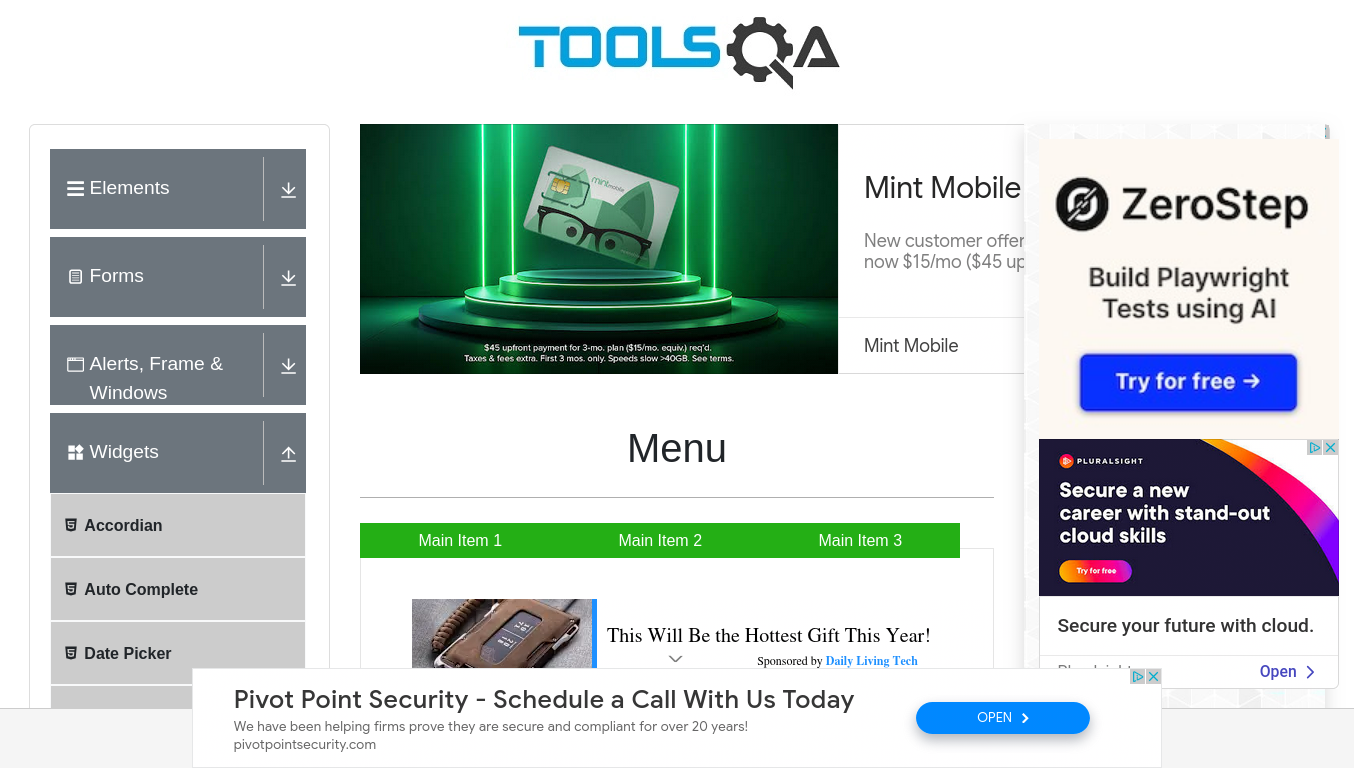 TOOLSQA
Elements
Forms
Alerts, Frame &
Windows
Widgets
Accordian
Auto Complete
Date Picker
mintmobile
$45 upfront payment for 3-mo. plan ($15/mo. equiv.) req'd.
Taxes & fees extra. First 3 mos. only. Speeds slow >40GB. See terms.
Mint Mobile
New customer offer
now $15/mo ($45 up
Mint Mobile
Menu
Main Item 1
Main Item 2
Main Item 3
This Will Be the Hottest Gift This Year!
Sponsored by Daily Living Tech
ZeroStep
Build Playwright
Tests using AI
Try for free →
PLURALSIGHT
Secure a new
career with stand-out
cloud skills
Try for free
Secure your future with cloud.
Open
Pivot Point Security - Schedule a Call With Us Today
We have been helping firms prove they are secure and compliant for over 20 years!
pivotpointsecurity.com
OPEN